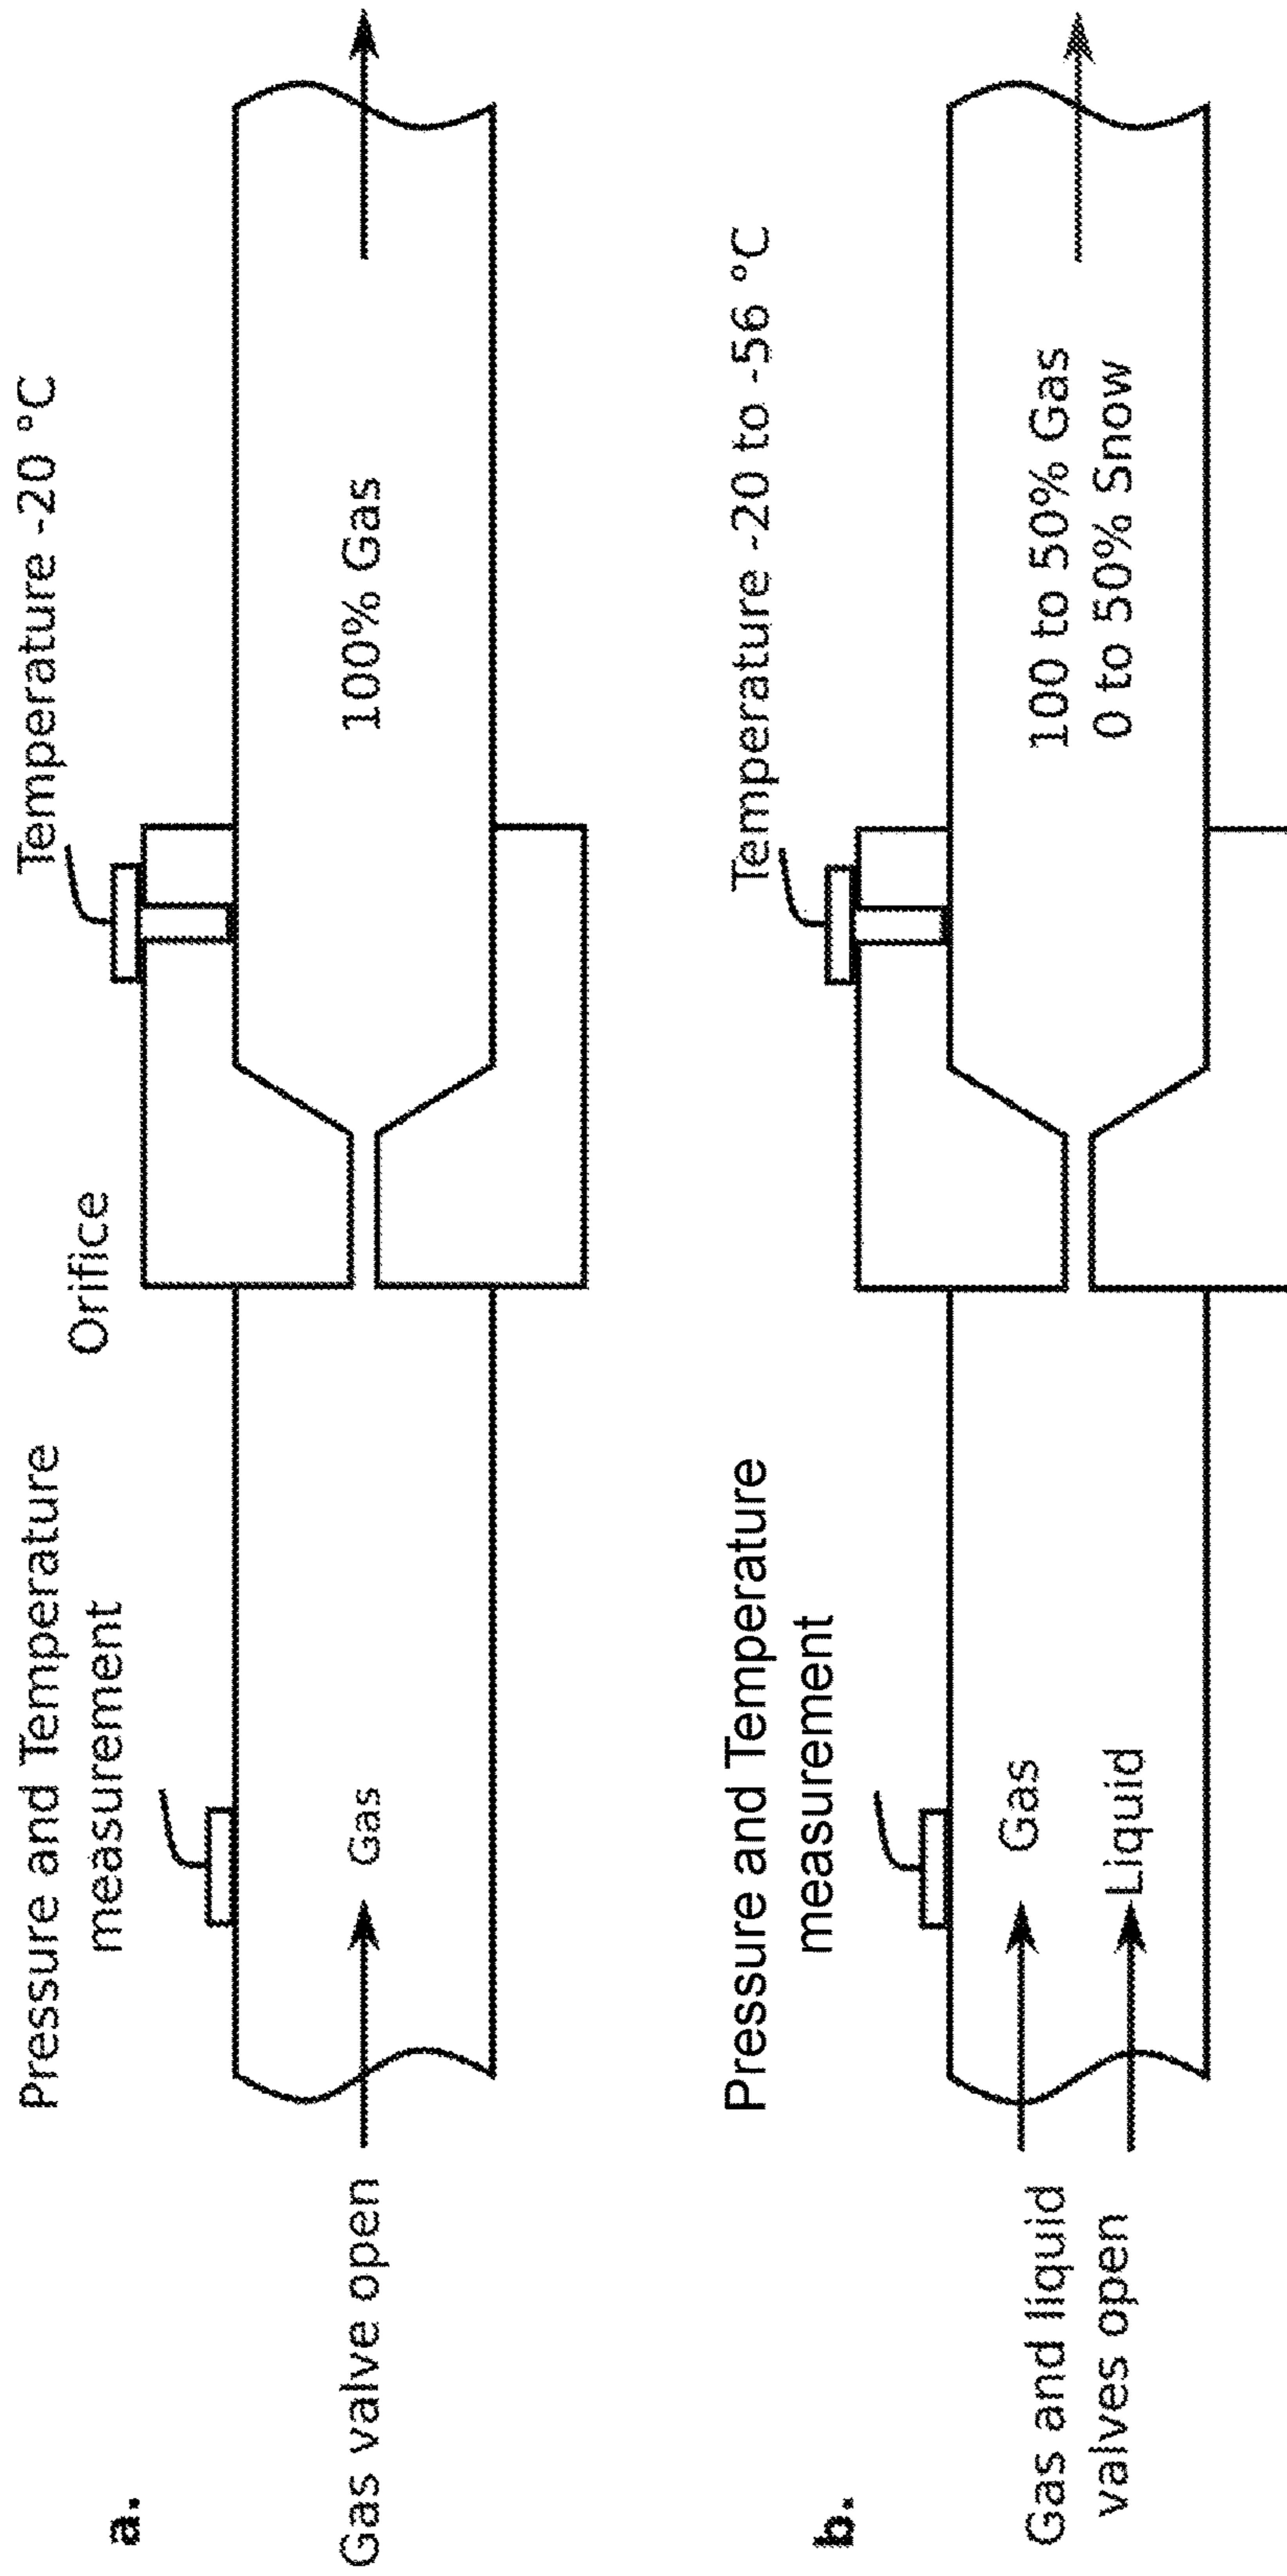 a.
Pressure and Temperature
measurement
Orifice
Temperature -20 °C
Gas valve open
Gas
100% Gas
b.
Pressure and Temperature
measurement
Temperature -20 to -56 °C
Gas and liquid
valves open
Gas
Liquid
100 to 50% Gas
0 to 50% Snow